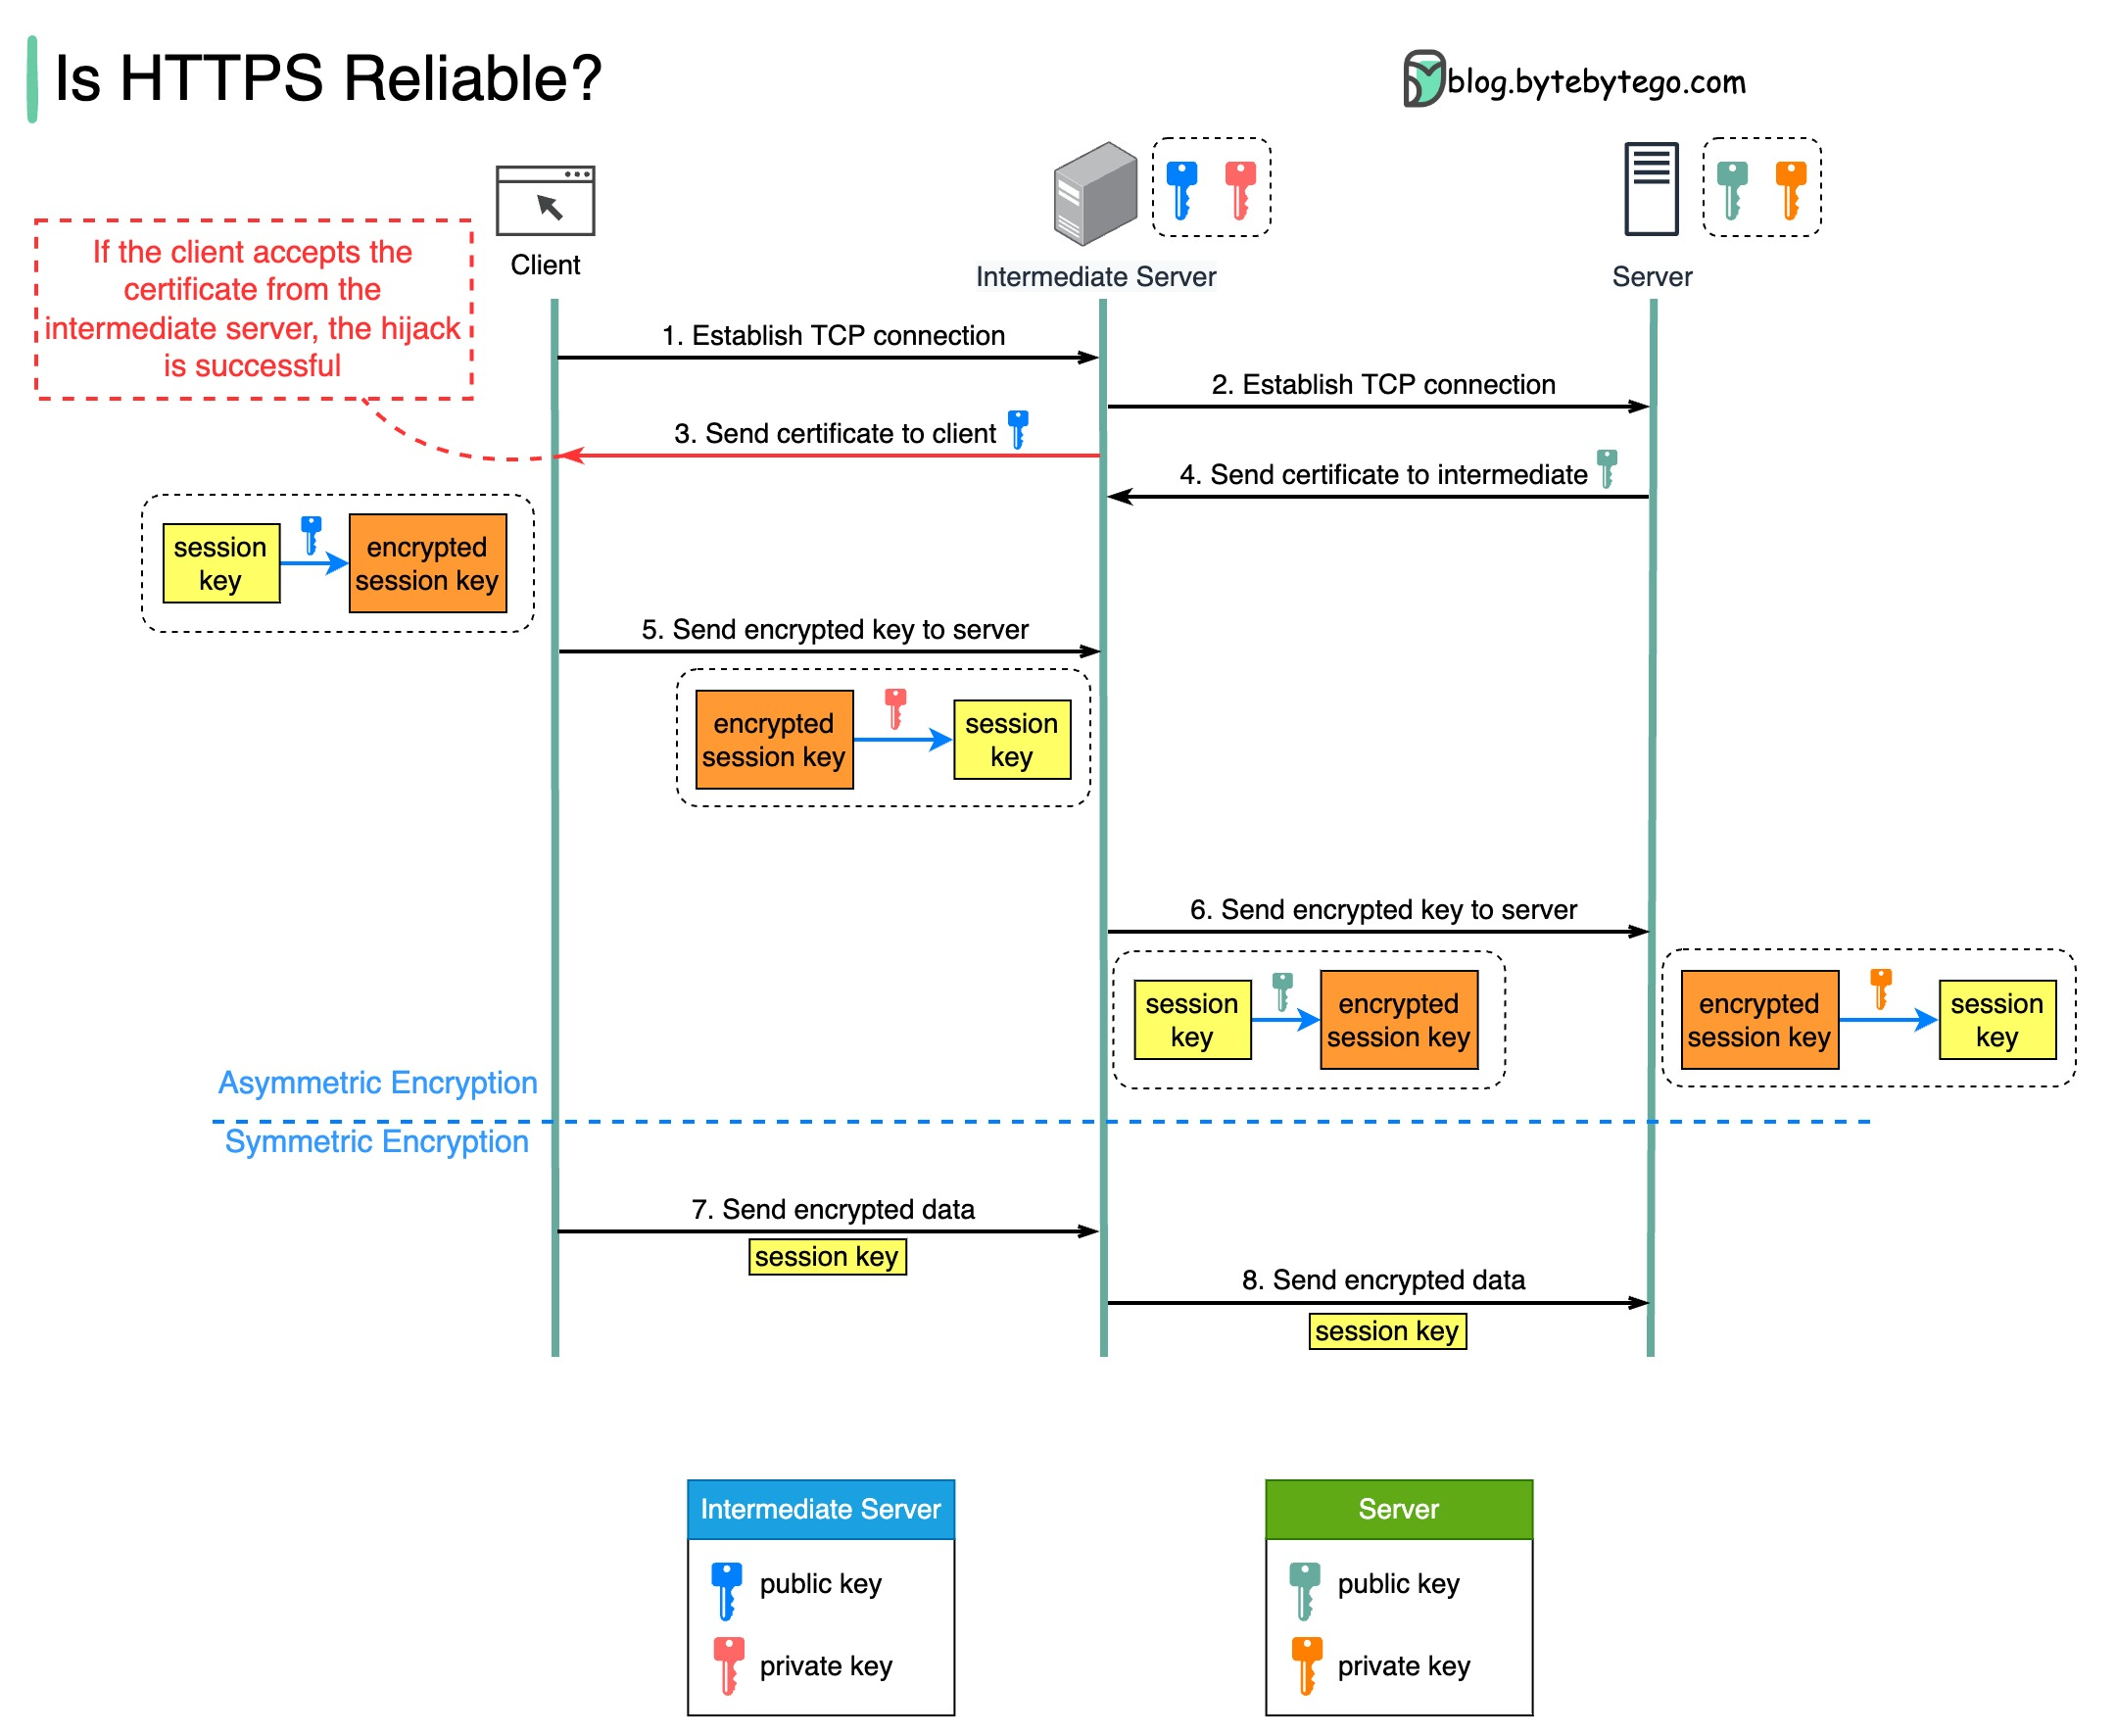 Is HTTPS Reliable?
blog.bytebytego.com
If the client accepts the
certificate from the
intermediate server, the hijack
is successful
Client
Intermediate Server
Server
1. Establish TCP connection
2. Establish TCP connection
3. Send certificate to client
4. Send certificate to intermediate
session
key
encrypted
session key
5. Send encrypted key to server
encrypted
session key
session
key
6. Send encrypted key to server
session
key
encrypted
session key
encrypted
session key
session
key
Asymmetric Encryption
Symmetric Encryption
7. Send encrypted data
session key
8. Send encrypted data
session key
Intermediate Server
public key
private key
Server
public key
private key